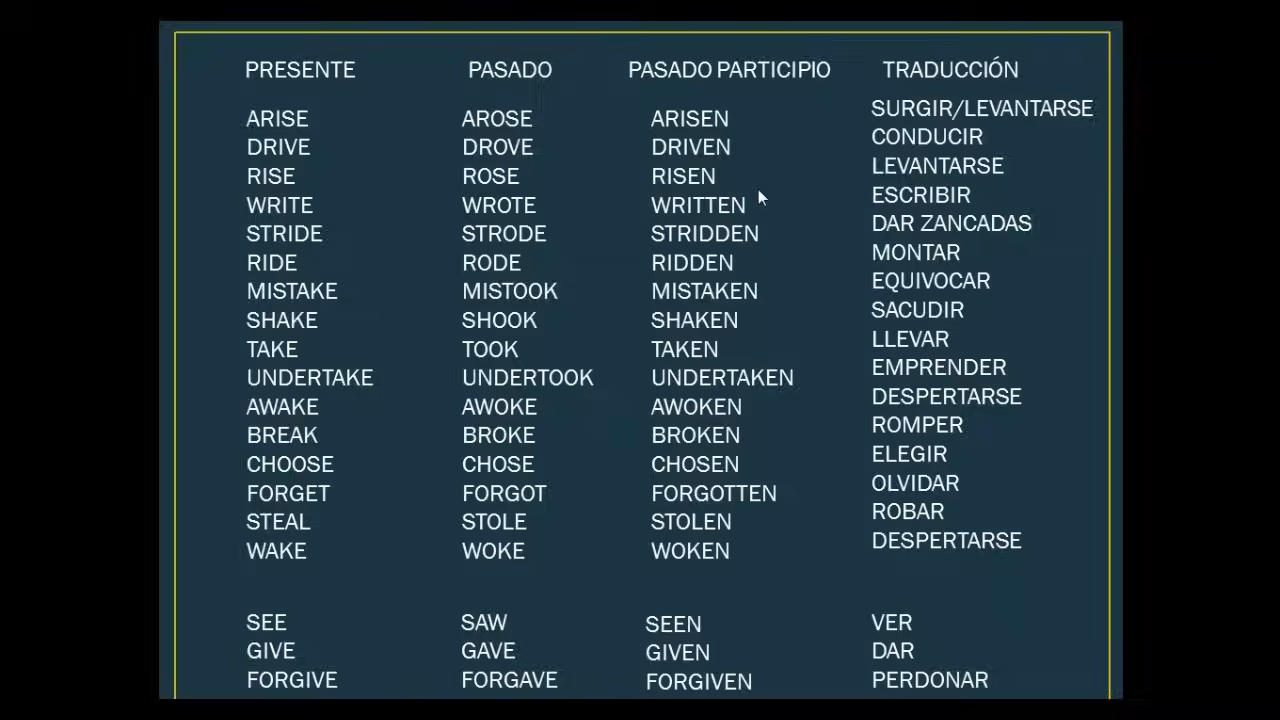 PRESENTE PASADO PASADO PARTICIPIO TRADUCCIÓN
ARISE AROSE ARISEN SURGIR/LEVANTARSE
DRIVE DROVE DRIVEN CONDUCIR
RISE ROSE RISEN LEVANTARSE
WRITE WROTE WRITTEN ESCRIBIR
STRIDE STRODE STRIDDEN DAR ZANCADAS
RIDE RODE RIDDEN MONTAR
MISTAKE MISTOOK MISTAKEN EQUIVOCAR
SHAKE SHOOK SHAKEN SACUDIR
TAKE TOOK TAKEN LLEVAR
UNDERTAKE UNDERTOOK UNDERTAKEN EMPRENDER
AWAKE AWOKE AWOKEN DESPERTARSE
BREAK BROKE BROKEN ROMPER
CHOOSE CHOSE CHOSEN ELEGIR
FORGET FORGOT FORGOTTEN OLVIDAR
STEAL STOLE STOLEN ROBAR
WAKE WOKE WOKEN DESPERTARSE
SEE SAW SEEN VER
GIVE GAVE GIVEN DAR
FORGIVE FORGAVE FORGIVEN PERDONAR